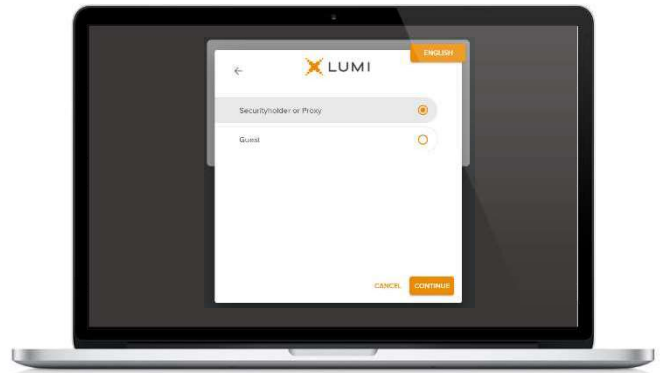 ENGLISH
LUMI
Securityholder or Proxy
Guest
CANCEL
CONTINUE